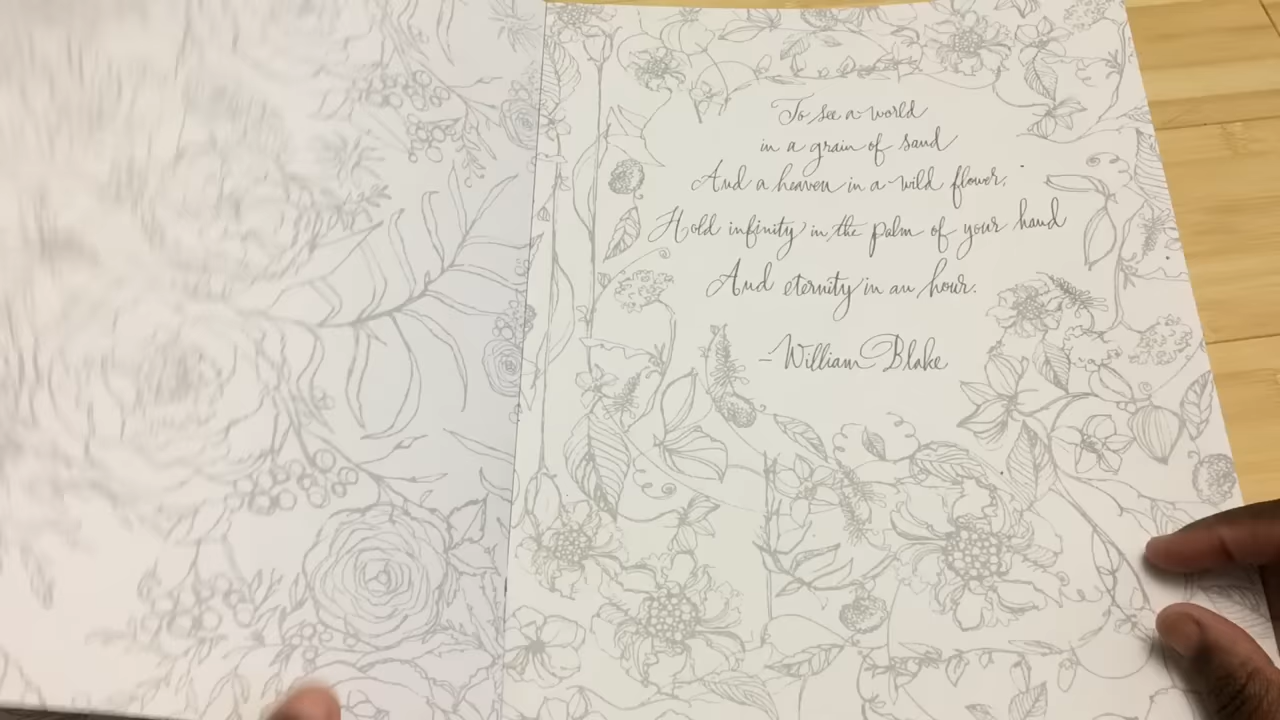 To see a world
in a grain of sand
And a heaven in a wild flower,
Hold infinity in the palm of your hand
And eternity in an hour.
- William Blake